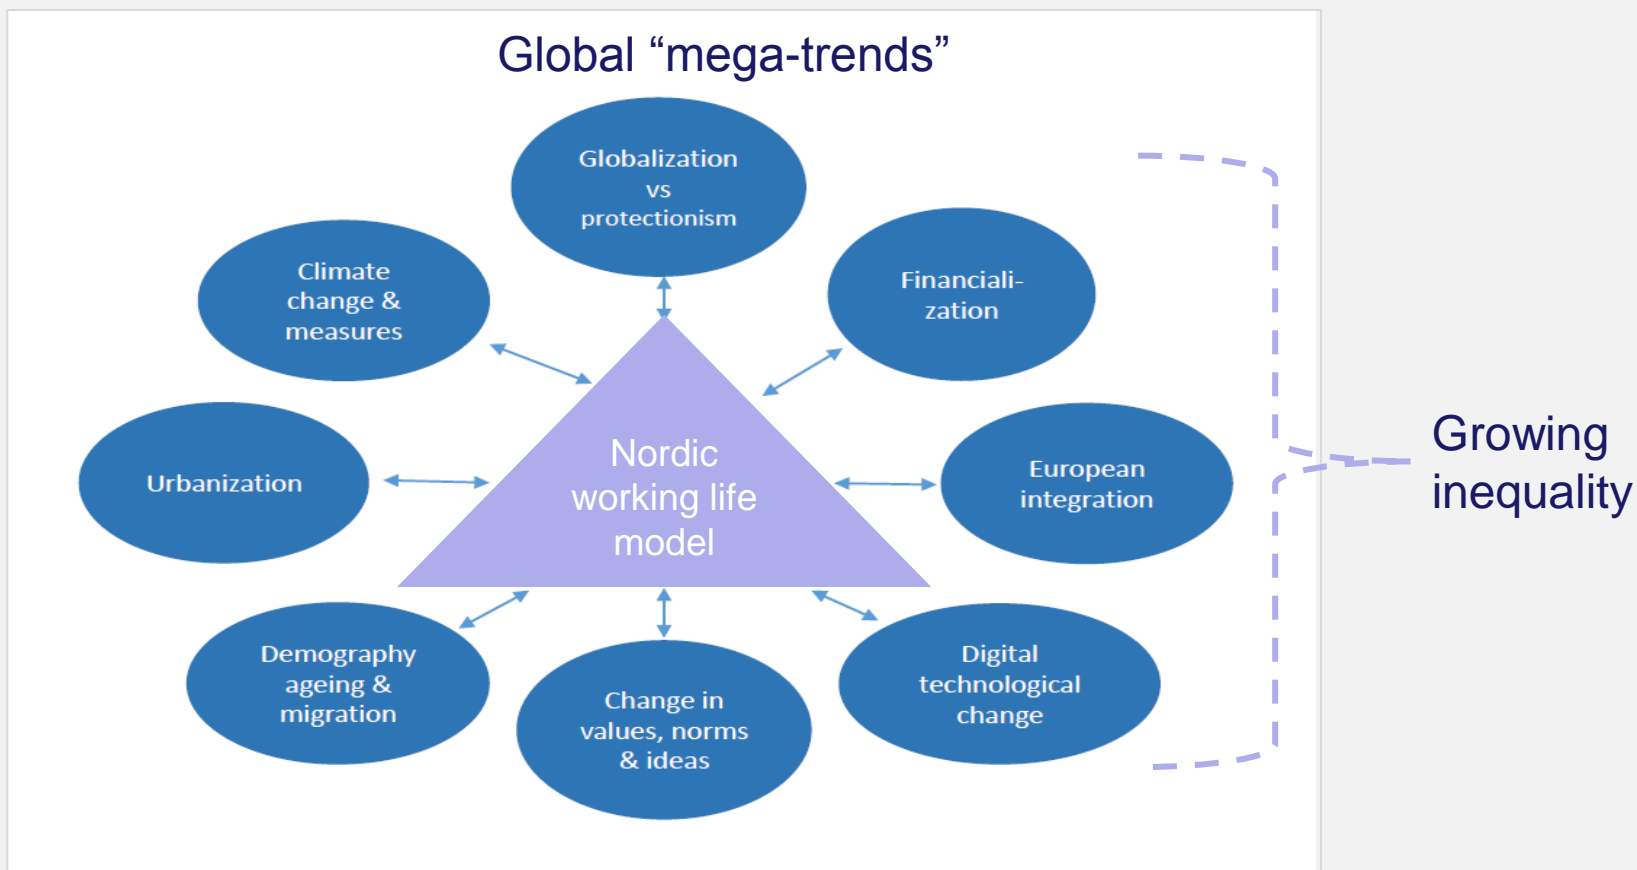 Global “mega-trends”
Globalization
vs
protectionism
Climate
change &
measures
Financiali-
zation
Urbanization
Nordic
working life
model
European
integration
Growing
inequality
Demography
ageing &
migration
Change in
values, norms
& ideas
Digital
technological
change